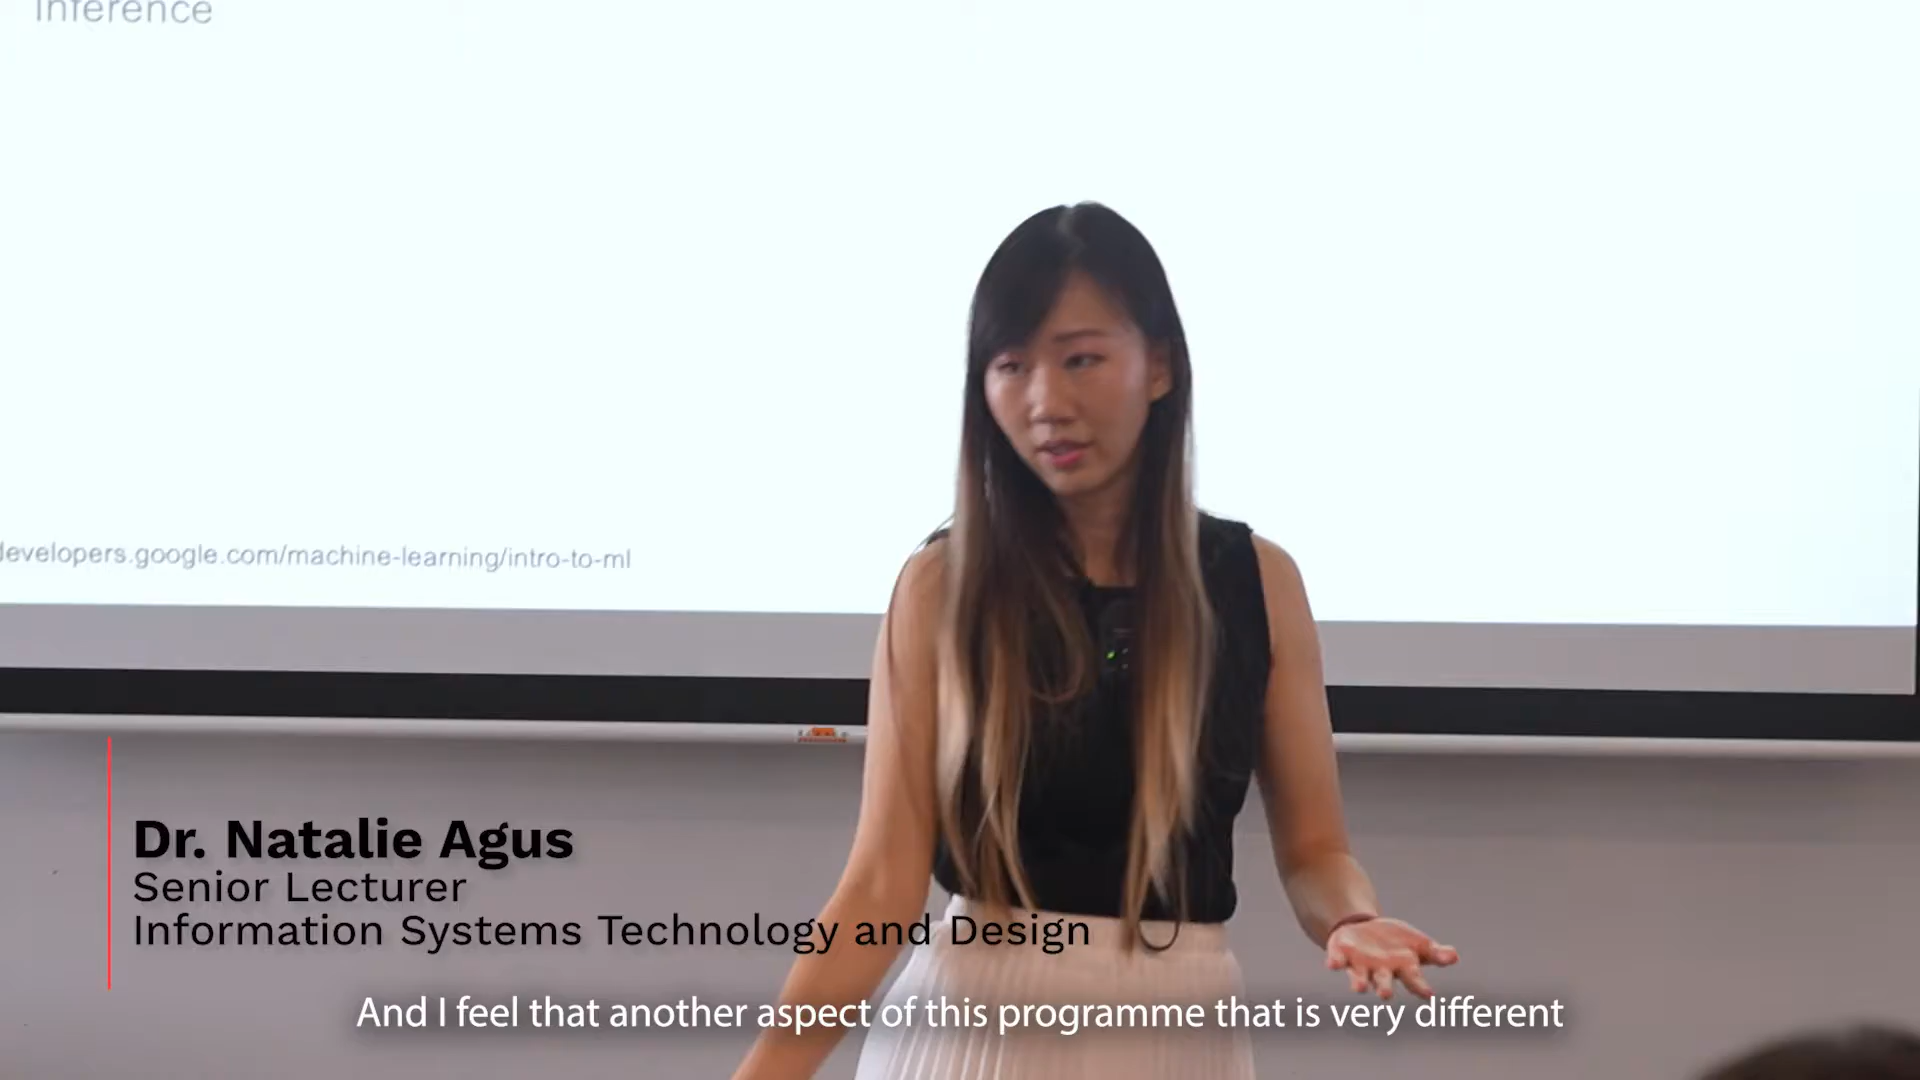 Inference
developers.google.com/machine-learning/intro-to-ml
Dr. Natalie Agus
Senior Lecturer
Information Systems Technology and Design
And I feel that another aspect of this programme that is very different